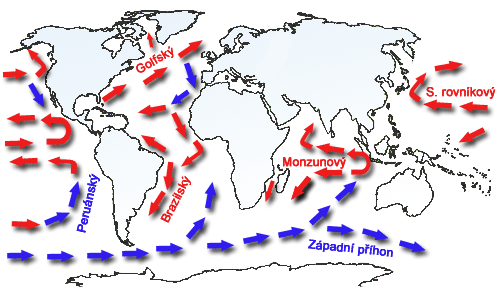 Golfský
S. rovníkový
Monzunový
Peruánský
Brazilský
Západní příhon